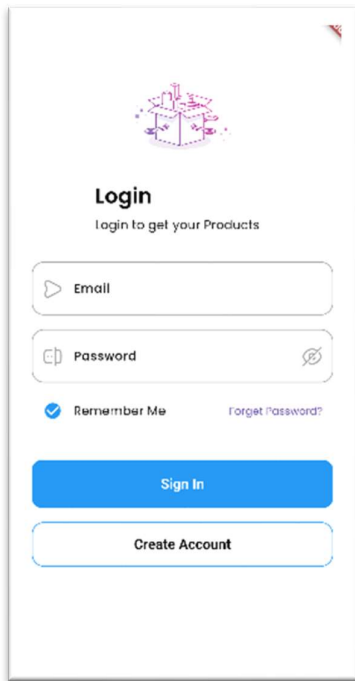 Login
Login to get your Products
Email
Password
Remember Me Forget Password?
Sign In
Create Account